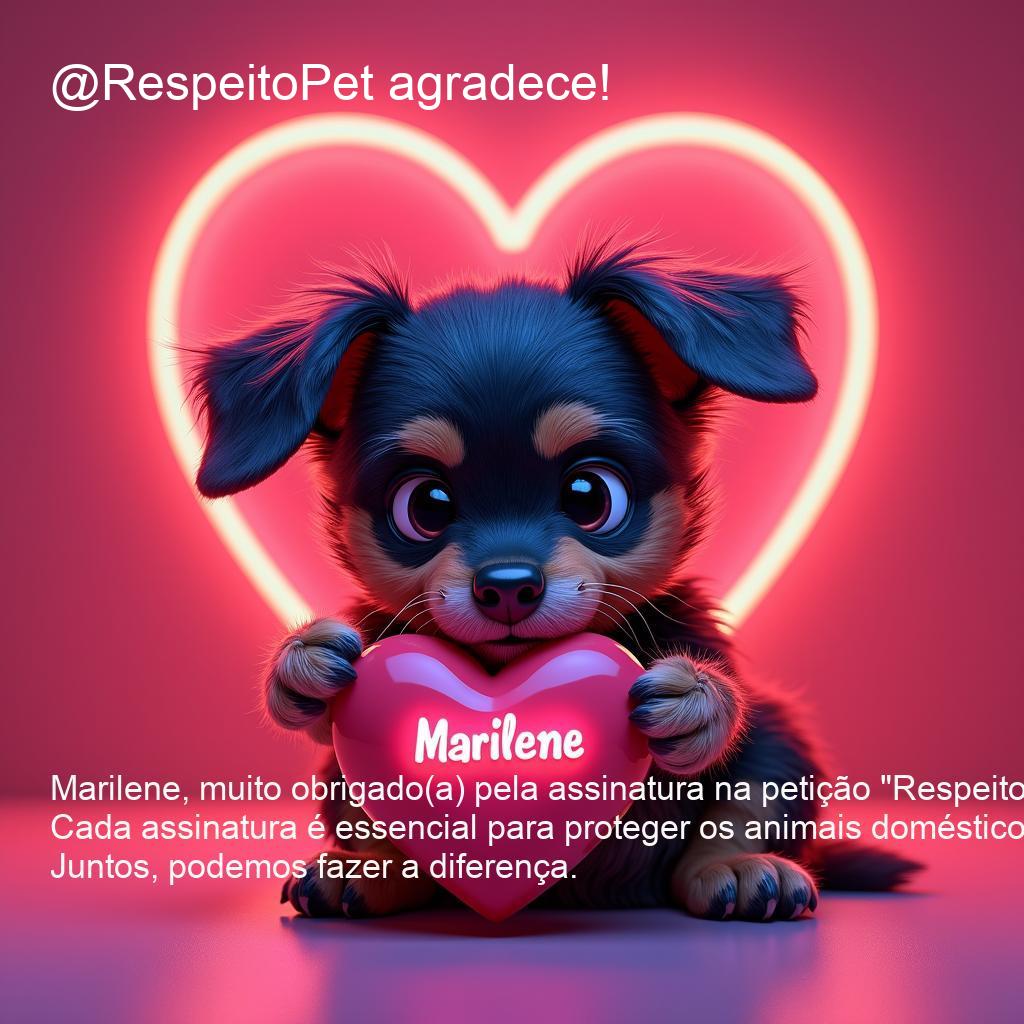 @RespeitoPet agradece!
Marilene
Marilene, muito obrigado(a) pela assinatura na petição "Respeito
Cada assinatura é essencial para proteger os animais doméstico
Juntos, podemos fazer a diferença.